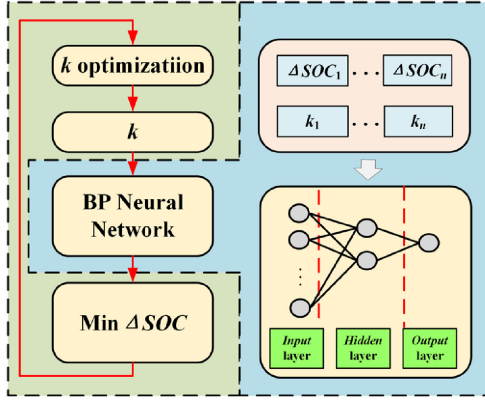 k optimizatiion
k
BP Neural
Network
Min ΔSOC
ΔSOC₁ ... ΔSOCₙ
k₁ ... kₙ
Input
layer
Hidden
layer
Output
layer